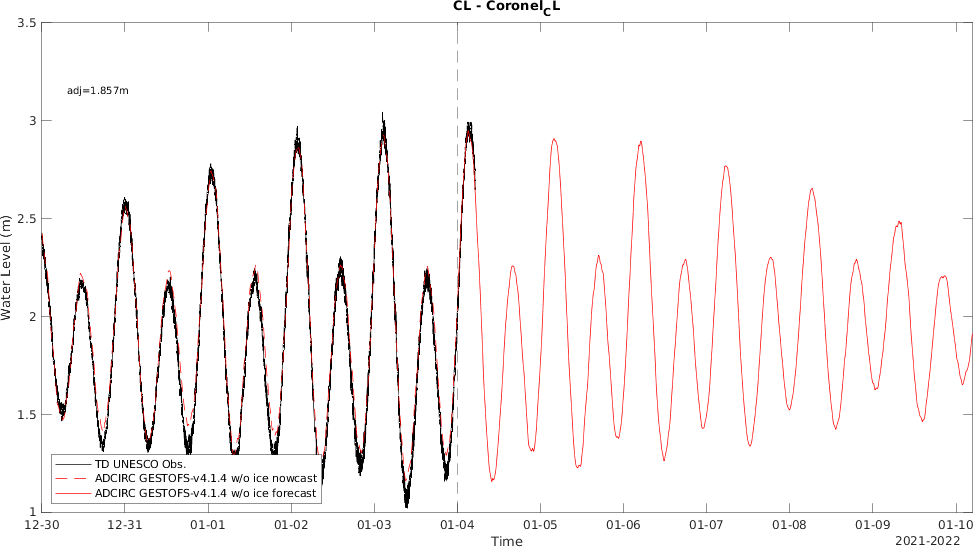 CL - Coronel_CL
3.5
adj=1.857m
3
2.5
Water Level (m)
2
1.5
TD UNESCO Obs.
ADCIRC GESTOFS-v4.1.4 w/o ice nowcast
ADCIRC GESTOFS-v4.1.4 w/o ice forecast
1
12-30 12-31 01-01 01-02 01-03 01-04 01-05 01-06 01-07 01-08 01-09 01-10
Time
2021-2022